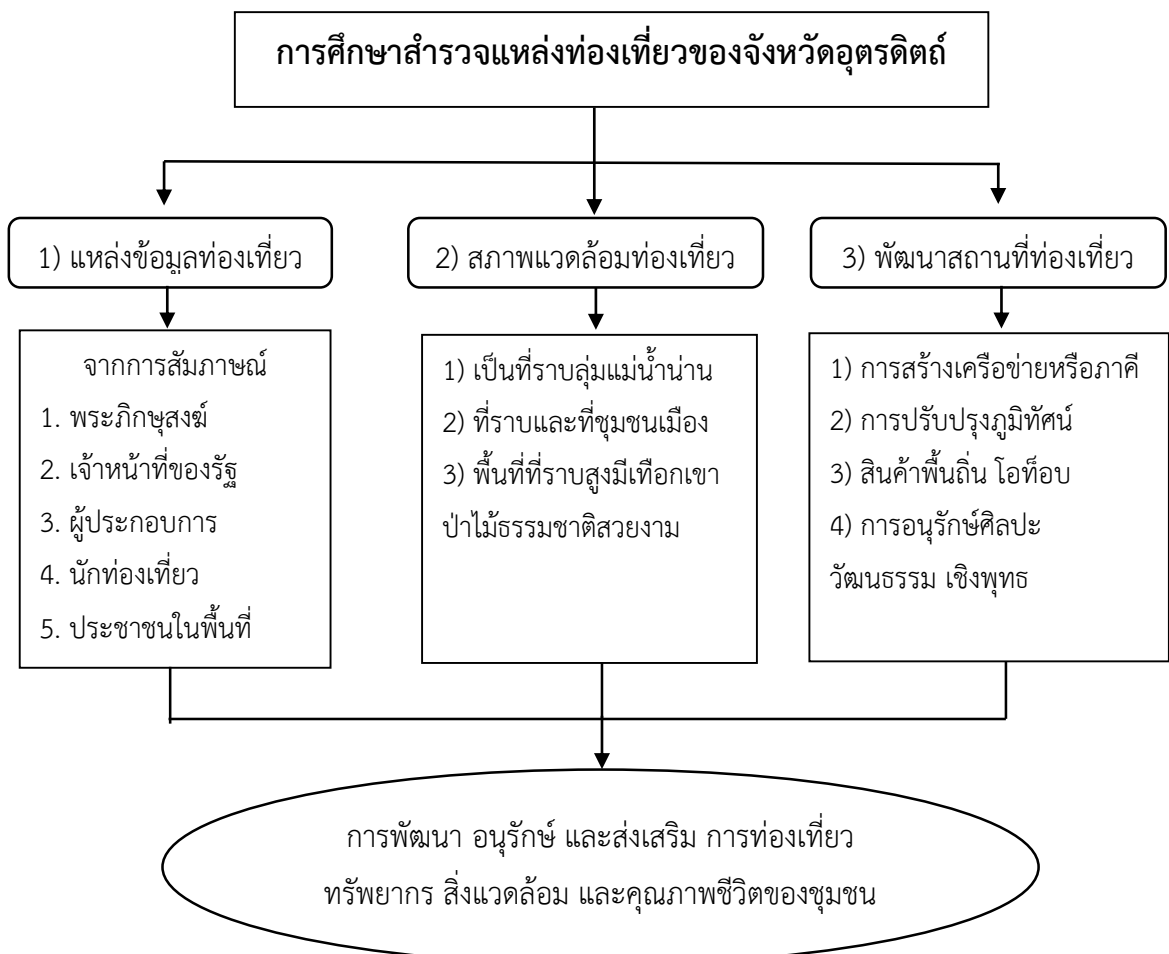 การศึกษาสำรวจแหล่งท่องเที่ยวของจังหวัดอุตรดิตถ์
1) แหล่งข้อมูลท่องเที่ยว
2) สภาพแวดล้อมท่องเที่ยว
3) พัฒนาสถานที่ท่องเที่ยว
จากการสัมภาษณ์
1. พระภิกษุสงฆ์
2. เจ้าหน้าที่ของรัฐ
3. ผู้ประกอบการ
4. นักท่องเที่ยว
5. ประชาชนในพื้นที่
1) เป็นที่ราบลุ่มแม่น้ำน่าน
2) ที่ราบและที่ชุมชนเมือง
3) พื้นที่ที่ราบสูงมีเทือกเขา
ป่าไม้ธรรมชาติสวยงาม
1) การสร้างเครือข่ายหรือภาคี
2) การปรับปรุงภูมิทัศน์
3) สินค้าพื้นถิ่น โอท็อบ
4) การอนุรักษ์ศิลปะ
วัฒนธรรม เชิงพุทธ
การพัฒนา อนุรักษ์ และส่งเสริม การท่องเที่ยว
ทรัพยากร สิ่งแวดล้อม และคุณภาพชีวิตของชุมชน